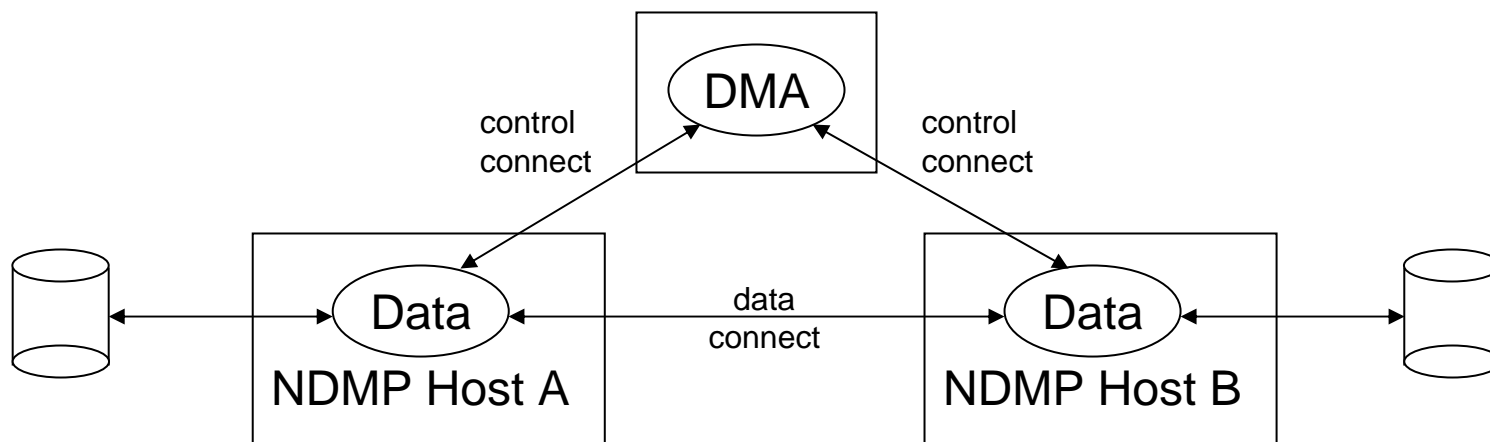 DMA
control
connect
control
connect
Data
data
connect
Data
NDMP Host A
NDMP Host B